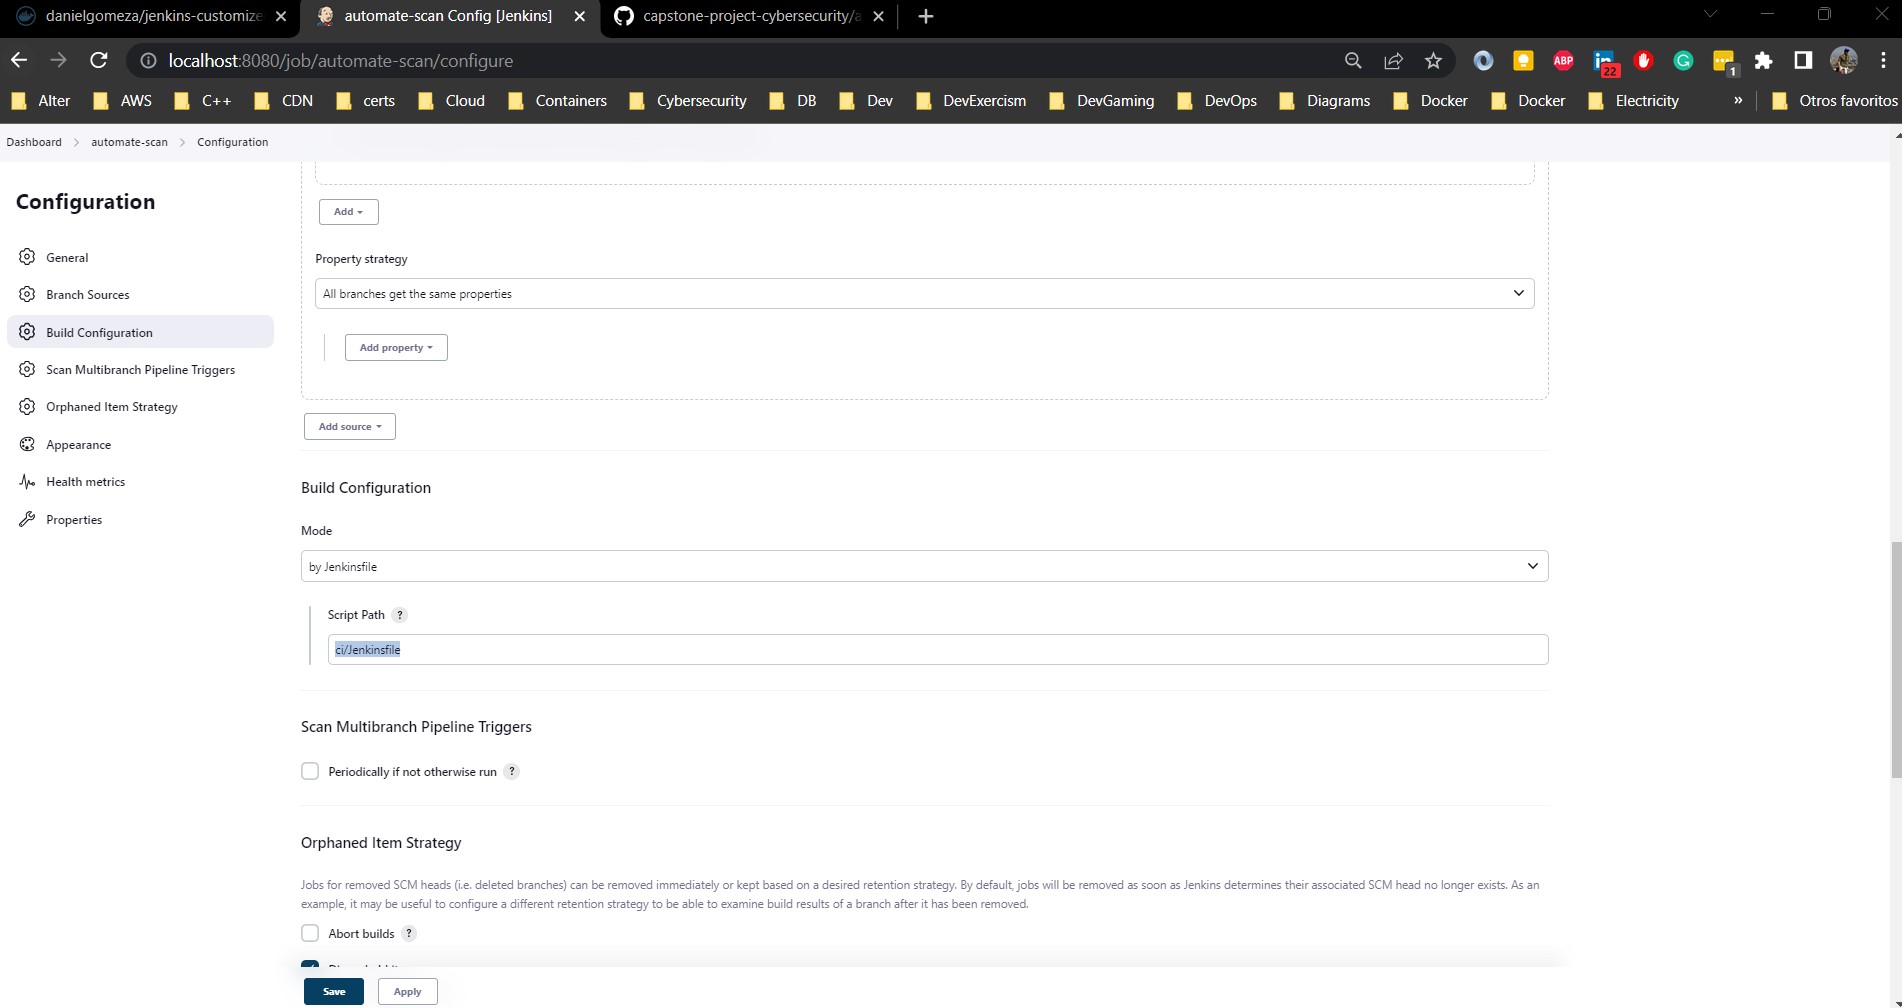 danielgomeza/jenkins-customize
automate-scan Config [Jenkins]
capstone-project-cybersecurity/a
localhost:8080/job/automate-scan/configure
ABP
22
1
Alter AWS C++ CDN certs Cloud Containers Cybersecurity DB Dev DevExercism DevGaming DevOps Diagrams Docker Docker Electricity » Otros favoritos
Dashboard > automate-scan > Configuration
Configuration
General
Branch Sources
Build Configuration
Scan Multibranch Pipeline Triggers
Orphaned Item Strategy
Appearance
Health metrics
Properties
Add
Property strategy
All branches get the same properties
Add property
Add source
Build Configuration
Mode
by Jenkinsfile
Script Path ?
ci/Jenkinsfile
Scan Multibranch Pipeline Triggers
Periodically if not otherwise run ?
Orphaned Item Strategy
Jobs for removed SCM heads (i.e. deleted branches) can be removed immediately or kept based on a desired retention strategy. By default, jobs will be removed as soon as Jenkins determines their associated SCM head no longer exists. As an
example, it may be useful to configure a different retention strategy to be able to examine build results of a branch after it has been removed.
Abort builds ?
Save Apply